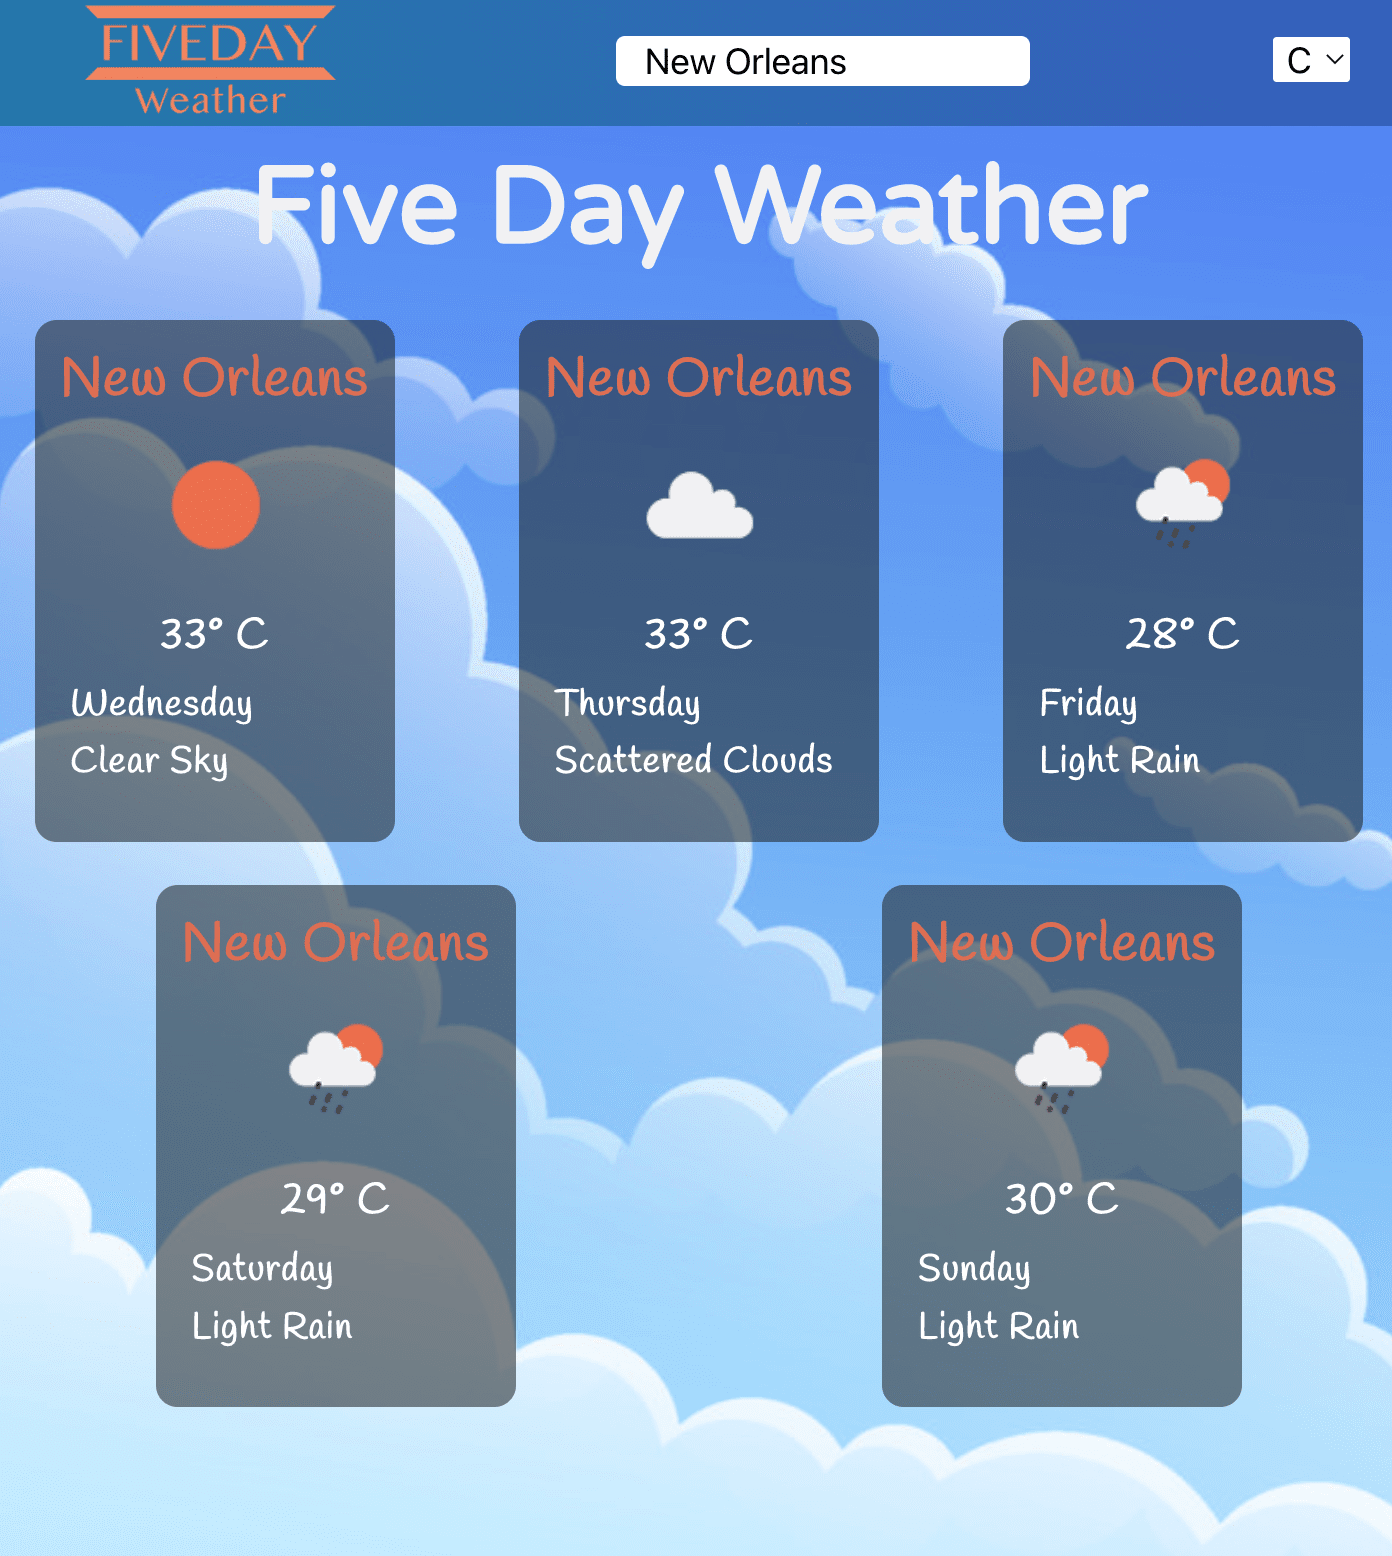 FIVEDAY
Weather
New Orleans
C
Five Day Weather
New Orleans
33° C
Wednesday
Clear Sky
New Orleans
33° C
Thursday
Scattered Clouds
New Orleans
28° C
Friday
Light Rain
New Orleans
29° C
Saturday
Light Rain
New Orleans
30° C
Sunday
Light Rain